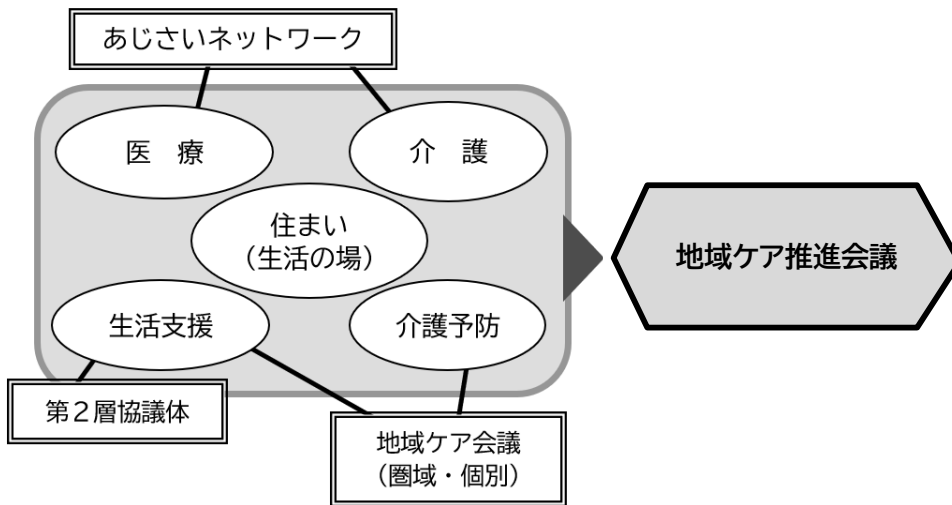 あじさいネットワーク
医　療
介　護
住まい
（生活の場）
地域ケア推進会議
生活支援
介護予防
第２層協議体
地域ケア会議
（圏域・個別）